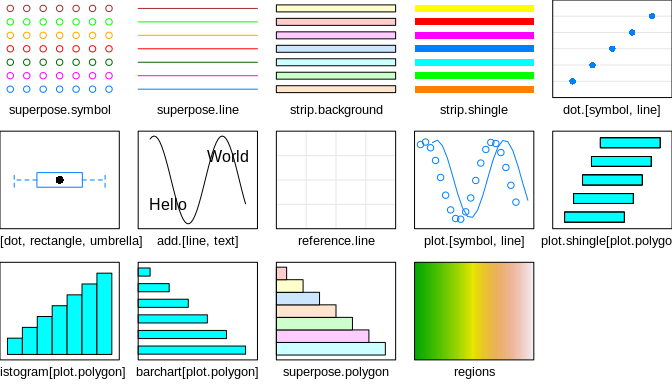 superpose.symbol
superpose.line
strip.background
strip.shingle
dot.[symbol, line]
World
Hello
[dot, rectangle, umbrella]
add.[line, text]
reference.line
plot.[symbol, line]
plot.shingle[plot.polygo
istogram[plot.polygon]
barchart[plot.polygon]
superpose.polygon
regions